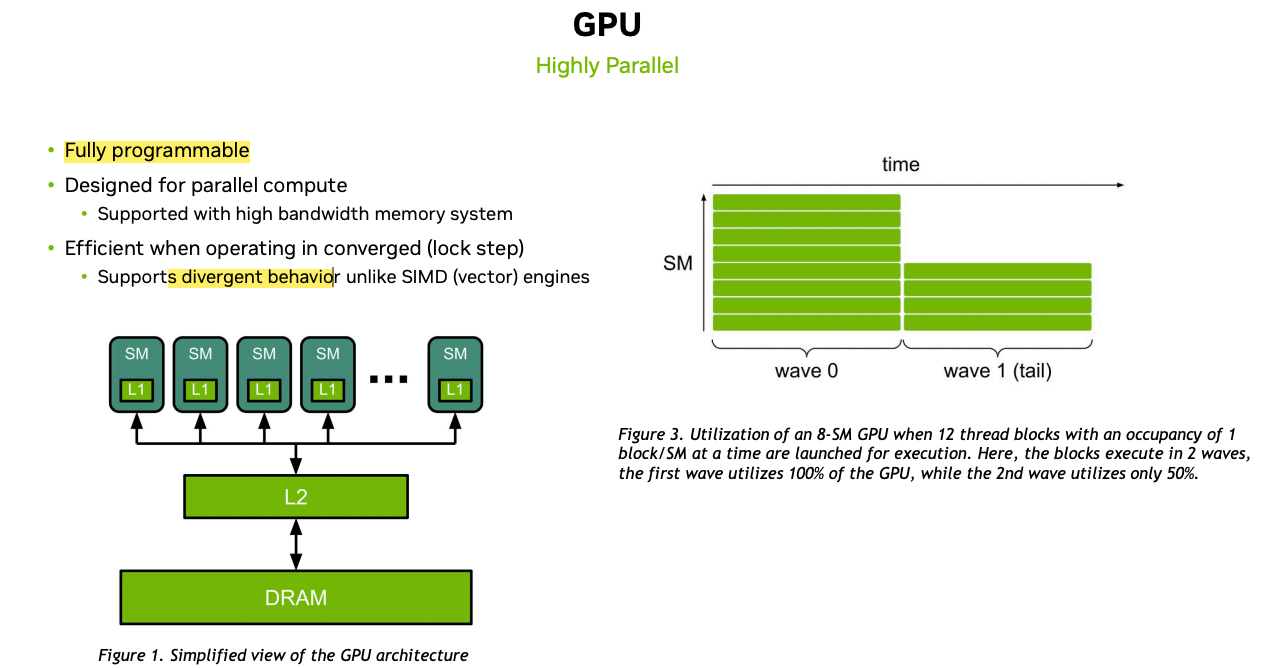 GPU
Highly Parallel
• Fully programmable
• Designed for parallel compute
• Supported with high bandwidth memory system
• Efficient when operating in converged (lock step)
• Supports divergent behavior unlike SIMD (vector) engines
SM SM SM SM ... SM
L1 L1 L1 L1 L1
L2
DRAM
Figure 1. Simplified view of the GPU architecture
time
SM
wave 0 wave 1 (tail)
Figure 3. Utilization of an 8-SM GPU when 12 thread blocks with an occupancy of 1
block/SM at a time are launched for execution. Here, the blocks execute in 2 waves,
the first wave utilizes 100% of the GPU, while the 2nd wave utilizes only 50%.